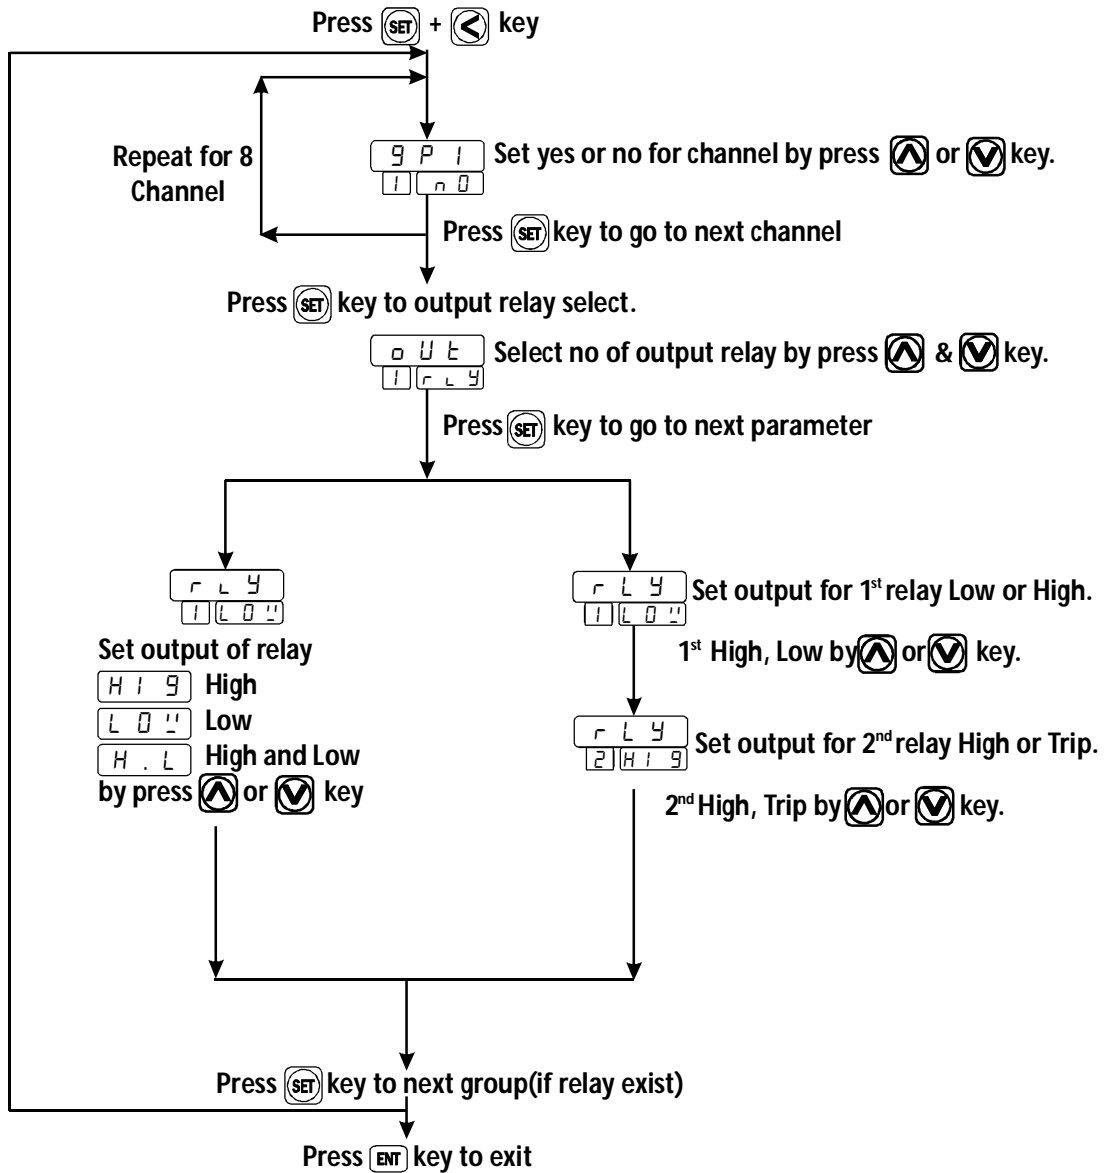 Press SET + < key
Repeat for 8
Channel
9 P 1
1 n 0
Set yes or no for channel by press ∧ or ∨ key.
Press SET key to go to next channel
Press SET key to output relay select.
o U t
1 r L y
Select no of output relay by press ∧ & ∨ key.
Press SET key to go to next parameter
r L y
1 L 0 "
Set output of relay
H I 9 High
L 0 " Low
H . L High and Low
by press ∧ or ∨ key
r L y
1 L 0 "
Set output for 1st relay Low or High.
1st High, Low by ∧ or ∨ key.
r L y
2 H I 9
Set output for 2nd relay High or Trip.
2nd High, Trip by ∧ or ∨ key.
Press SET key to next group(if relay exist)
Press ENT key to exit